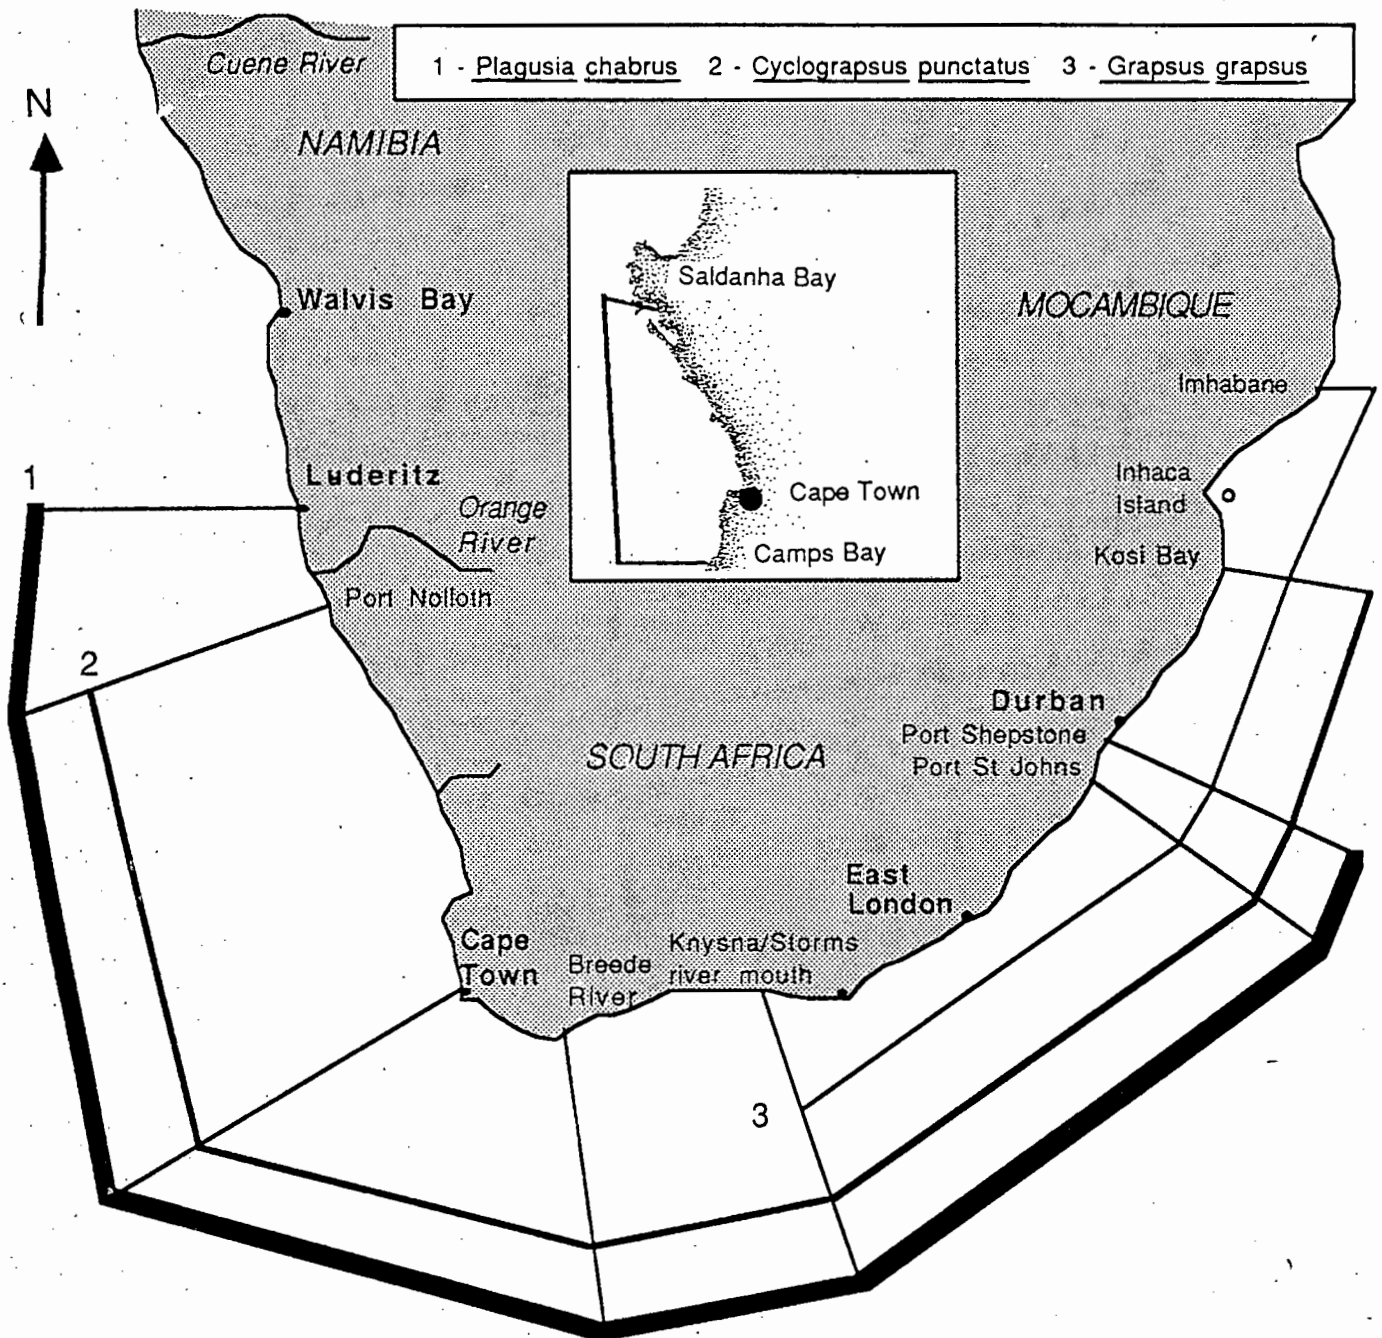 Cuene River
1 - Plagusia chabrus 2 - Cyclograpsus punctatus 3 - Grapsus grapsus
N
NAMIBIA
Saldanha Bay
Walvis Bay
MOCAMBIQUE
Imhabane
1
Luderitz
Orange
River
Inhaca
Island
Cape Town
Camps Bay
Kosi Bay
Port Nolloth
2
Durban
Port Shepstone
Port St Johns
SOUTH AFRICA
East
London
Cape
Town
Breede
River
Knysna/Storms
river mouth
3